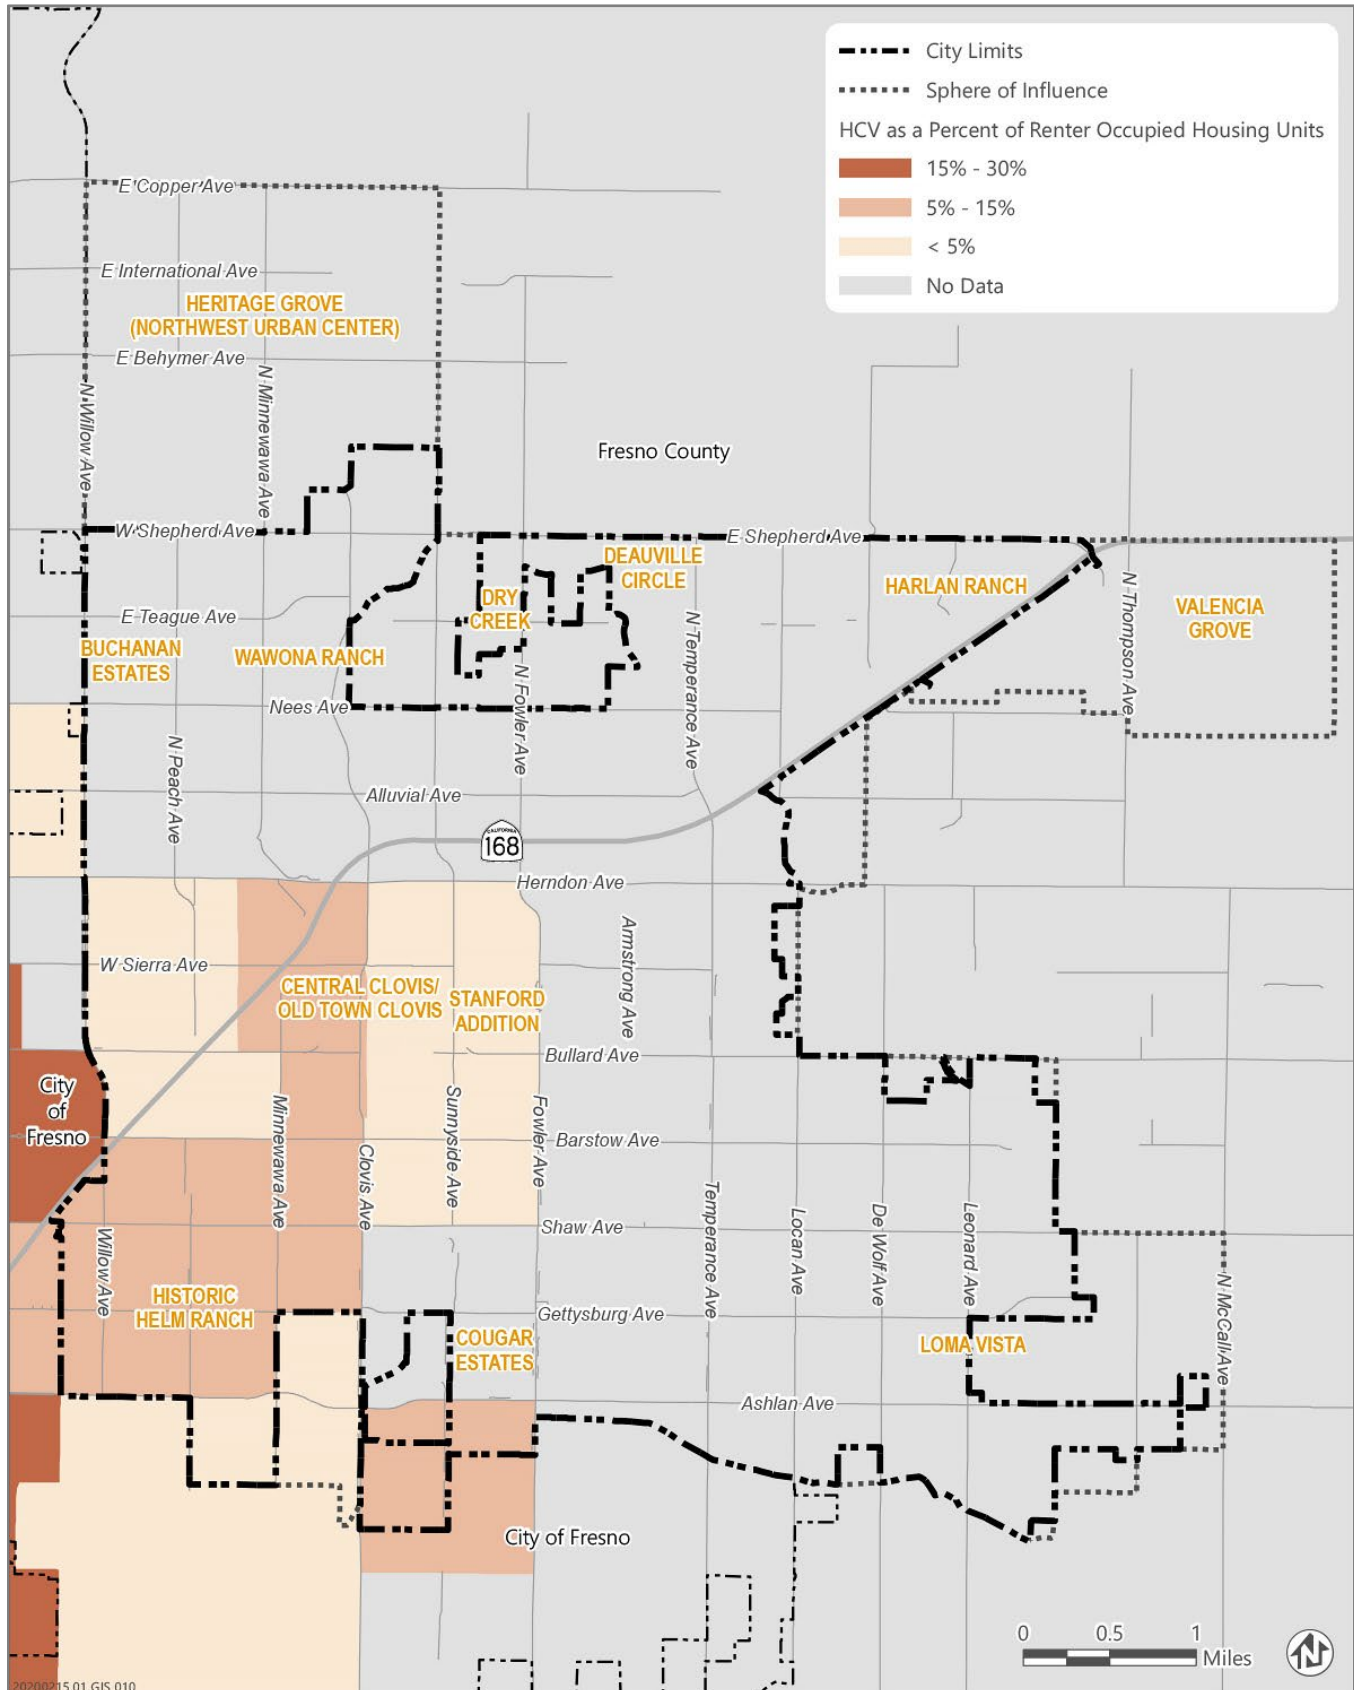 City Limits
Sphere of Influence
HCV as a Percent of Renter Occupied Housing Units
15% - 30%
5% - 15%
< 5%
No Data
E Copper Ave
E International Ave
HERITAGE GROVE
(NORTHWEST URBAN CENTER)
E Behymer Ave
N Willow Ave
N Minnewawa Ave
Fresno County
W Shepherd Ave
E Shepherd Ave
DEAUVILLE
CIRCLE
HARLAN RANCH
DRY
CREEK
E Teague Ave
N Temperance Ave
N Thompson Ave
VALENCIA
GROVE
BUCHANAN
ESTATES
WAWONA RANCH
Nees Ave
N Fowler Ave
N Peach Ave
Alluvial Ave
CALIFORNIA
168
Herndon Ave
Armstrong Ave
W Sierra Ave
CENTRAL CLOVIS/
OLD TOWN CLOVIS
STANFORD
ADDITION
Bullard Ave
City
of
Fresno
Minnewawa Ave
Clovis Ave
Sunnyside Ave
Fowler Ave
Barstow Ave
Temperance Ave
Locan Ave
De Wolf Ave
Leonard Ave
Shaw Ave
Willow Ave
HISTORIC
HELM RANCH
Gettysburg Ave
COUGAR
ESTATES
LOMA VISTA
N McCall Ave
Ashlan Ave
City of Fresno
0 0.5 1
Miles
N
20200215.01 GIS 010